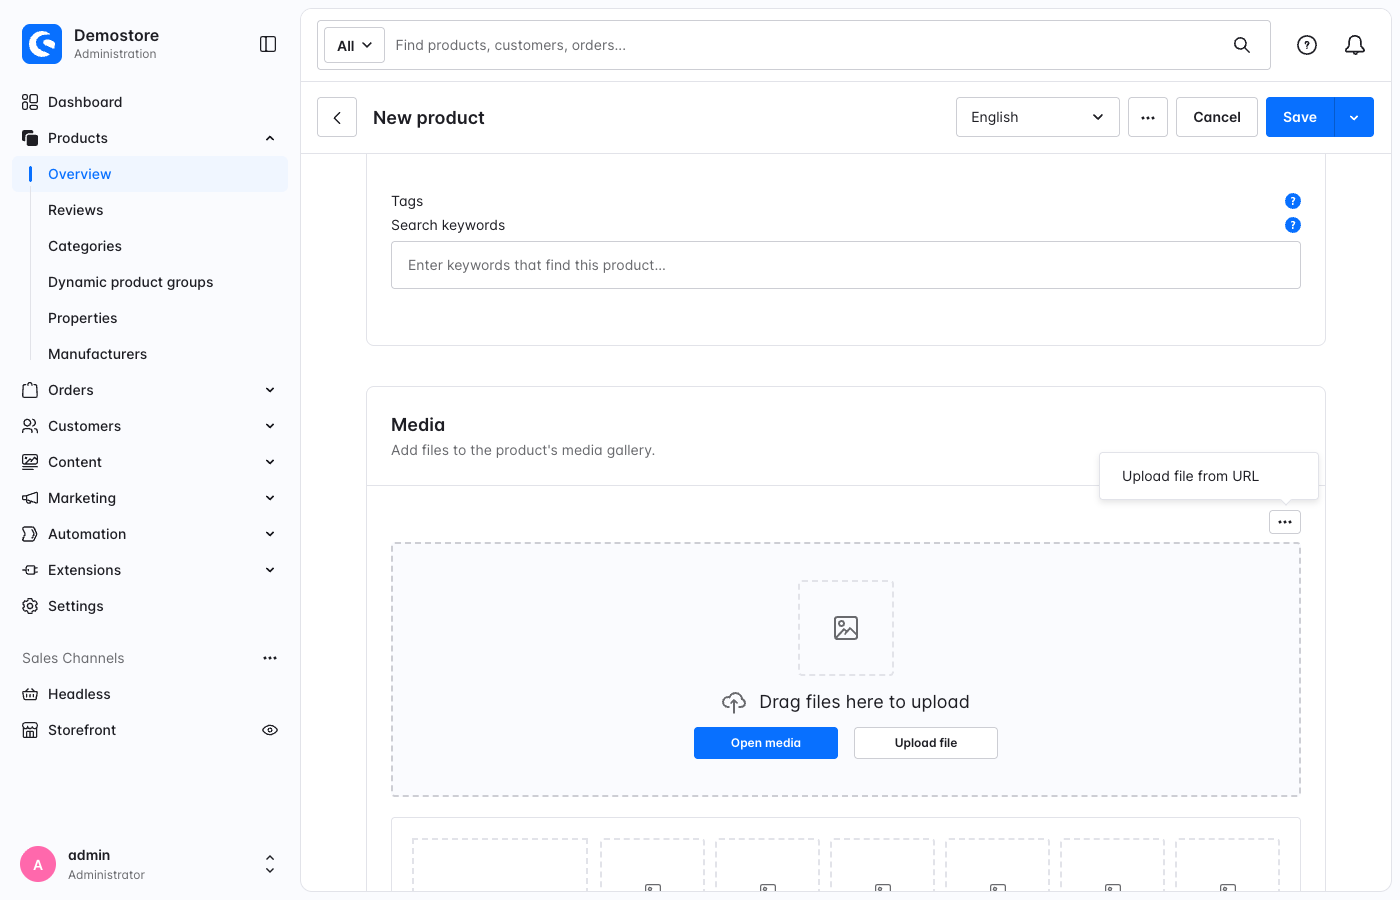 Demostore
Administration
All
Find products, customers, orders...
New product
English
Cancel
Save
Dashboard
Products
Overview
Reviews
Categories
Dynamic product groups
Properties
Manufacturers
Orders
Customers
Content
Marketing
Automation
Extensions
Settings
Sales Channels
Headless
Storefront
A
admin
Administrator
Tags
?
Search keywords
?
Enter keywords that find this product...
Media
Add files to the product's media gallery.
Upload file from URL
Drag files here to upload
Open media
Upload file